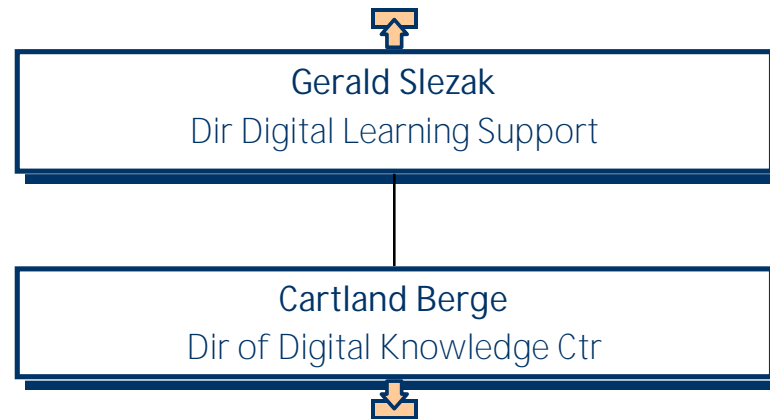 Gerald Slezak
Dir Digital Learning Support
Cartland Berge
Dir of Digital Knowledge Ctr